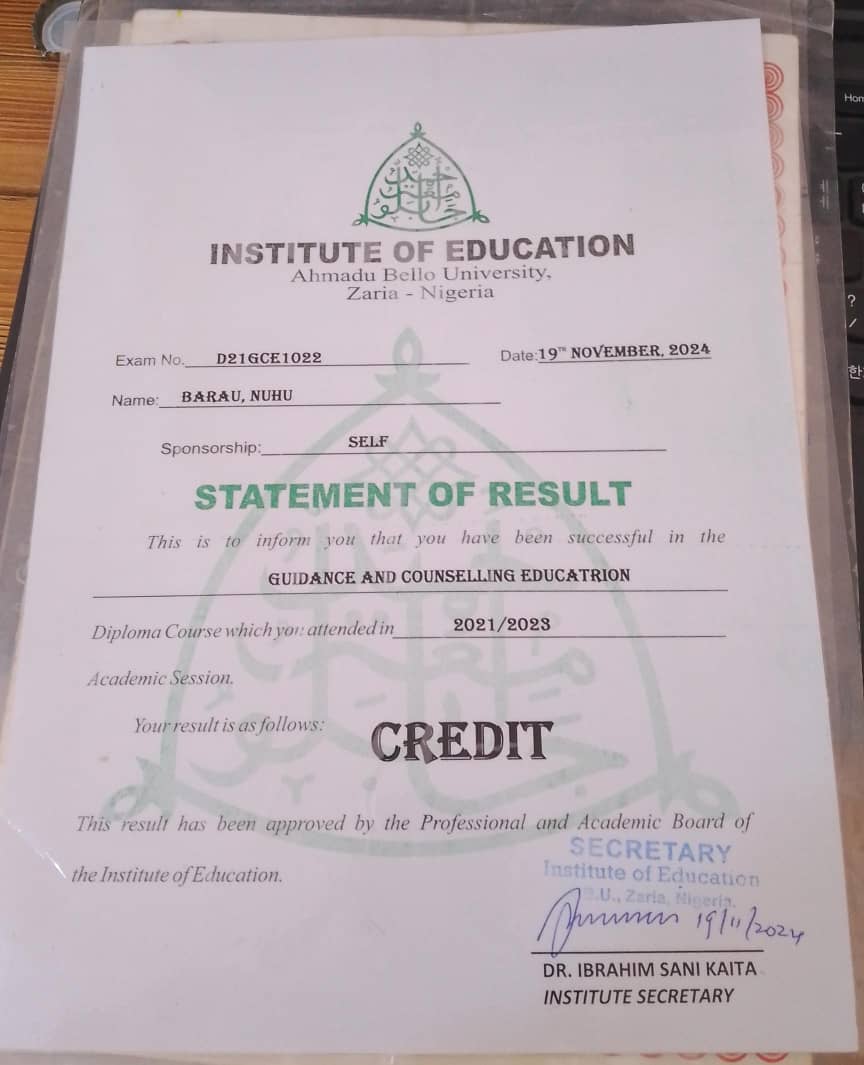 INSTITUTE OF EDUCATION
Ahmadu Bello University,
Zaria - Nigeria
Exam No. D21GCE1022 Date: 19TH NOVEMBER, 2024
Name: BARAU, NUHU
Sponsorship: SELF
STATEMENT OF RESULT
This is to inform you that you have been successful in the
GUIDANCE AND COUNSELLING EDUCATRION
Diploma Course which you attended in 2021/2023
Academic Session.
Your result is as follows: CREDIT
This result has been approved by the Professional and Academic Board of
the Institute of Education.
SECRETARY
Institute of Education
B.U., Zaria, Nigeria.
19/11/2024
DR. IBRAHIM SANI KAITA
INSTITUTE SECRETARY
Hom
?
/
한